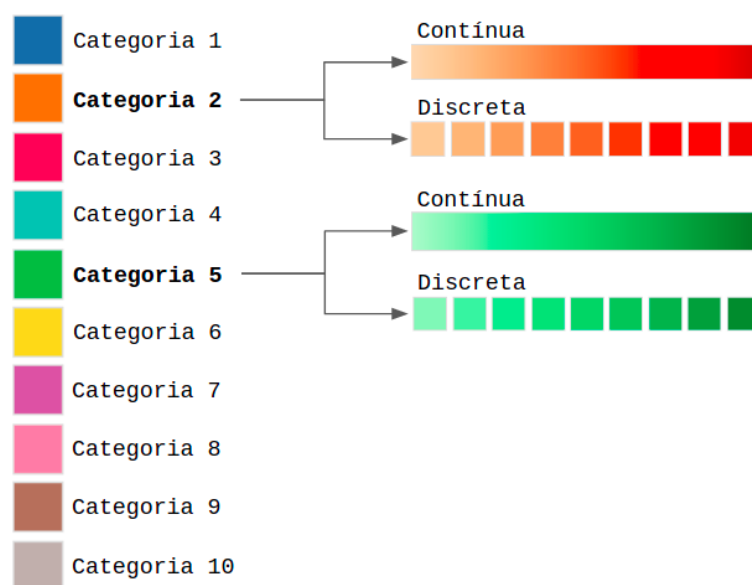 Categoria 1
Categoria 2
Categoria 3
Categoria 4
Categoria 5
Categoria 6
Categoria 7
Categoria 8
Categoria 9
Categoria 10
Contínua
Discreta
Contínua
Discreta